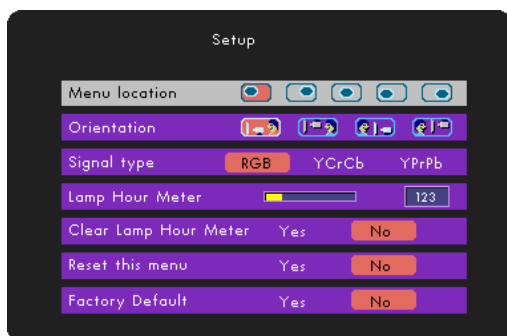 Setup
Menu location
Orientation
Signal type RGB YCrCb YPrPb
Lamp Hour Meter 123
Clear Lamp Hour Meter Yes No
Reset this menu Yes No
Factory Default Yes No